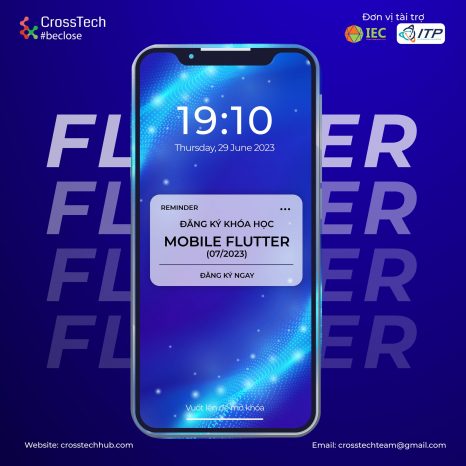 CrossTech
#beclose
Đơn vị tài trợ
IEC
ITP
FLUTTER
FLUTTER
FLUTTER
FLUTTER
19:10
Thursday, 29 June 2023
REMINDER
ĐĂNG KÝ KHÓA HỌC
MOBILE FLUTTER
(07/2023)
ĐĂNG KÝ NGAY
Vuốt lên để mở khóa
Website: crosstechhub.com
Email: crosstechteam@gmail.com